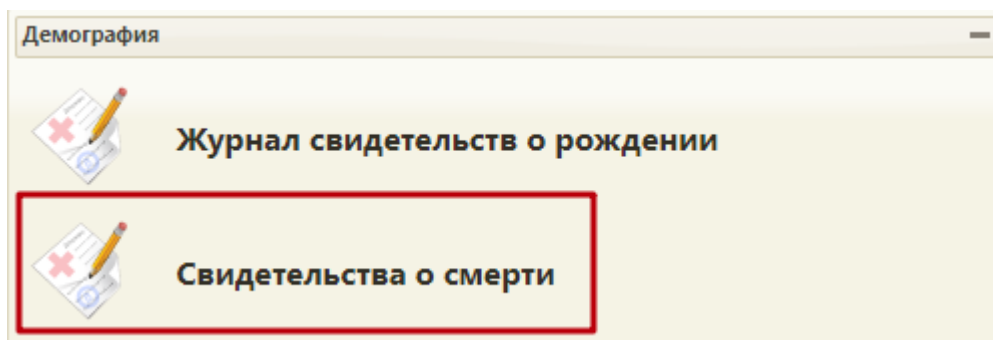 Демография
Журнал свидетельств о рождении
Свидетельства о смерти